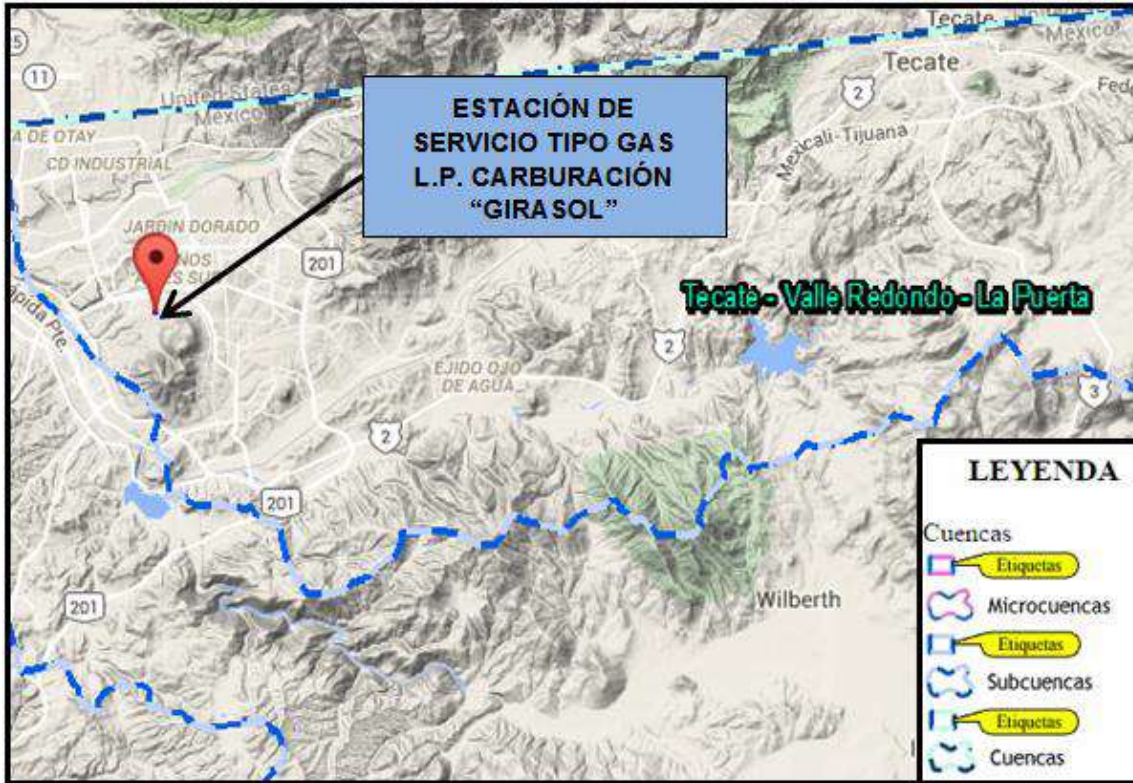 Tecate
Mexico
5
11
United States
Mexico
Tecate
2
Mexicali-Tijuana
ESTACIÓN DE
SERVICIO TIPO GAS
L.P. CARBURACIÓN
“GIRASOL”
A DE OTAY
CD INDUSTRIAL
JARDIN DORADO
201
Tecate - Valle Redondo - La Puerta
Pte.
2
EJIDO OJO
DE AGUA
3
2
201
201
Wilberth
LEYENDA
Cuencas
Etiquetas
Microcuencas
Etiquetas
Subcuencas
Etiquetas
Cuencas